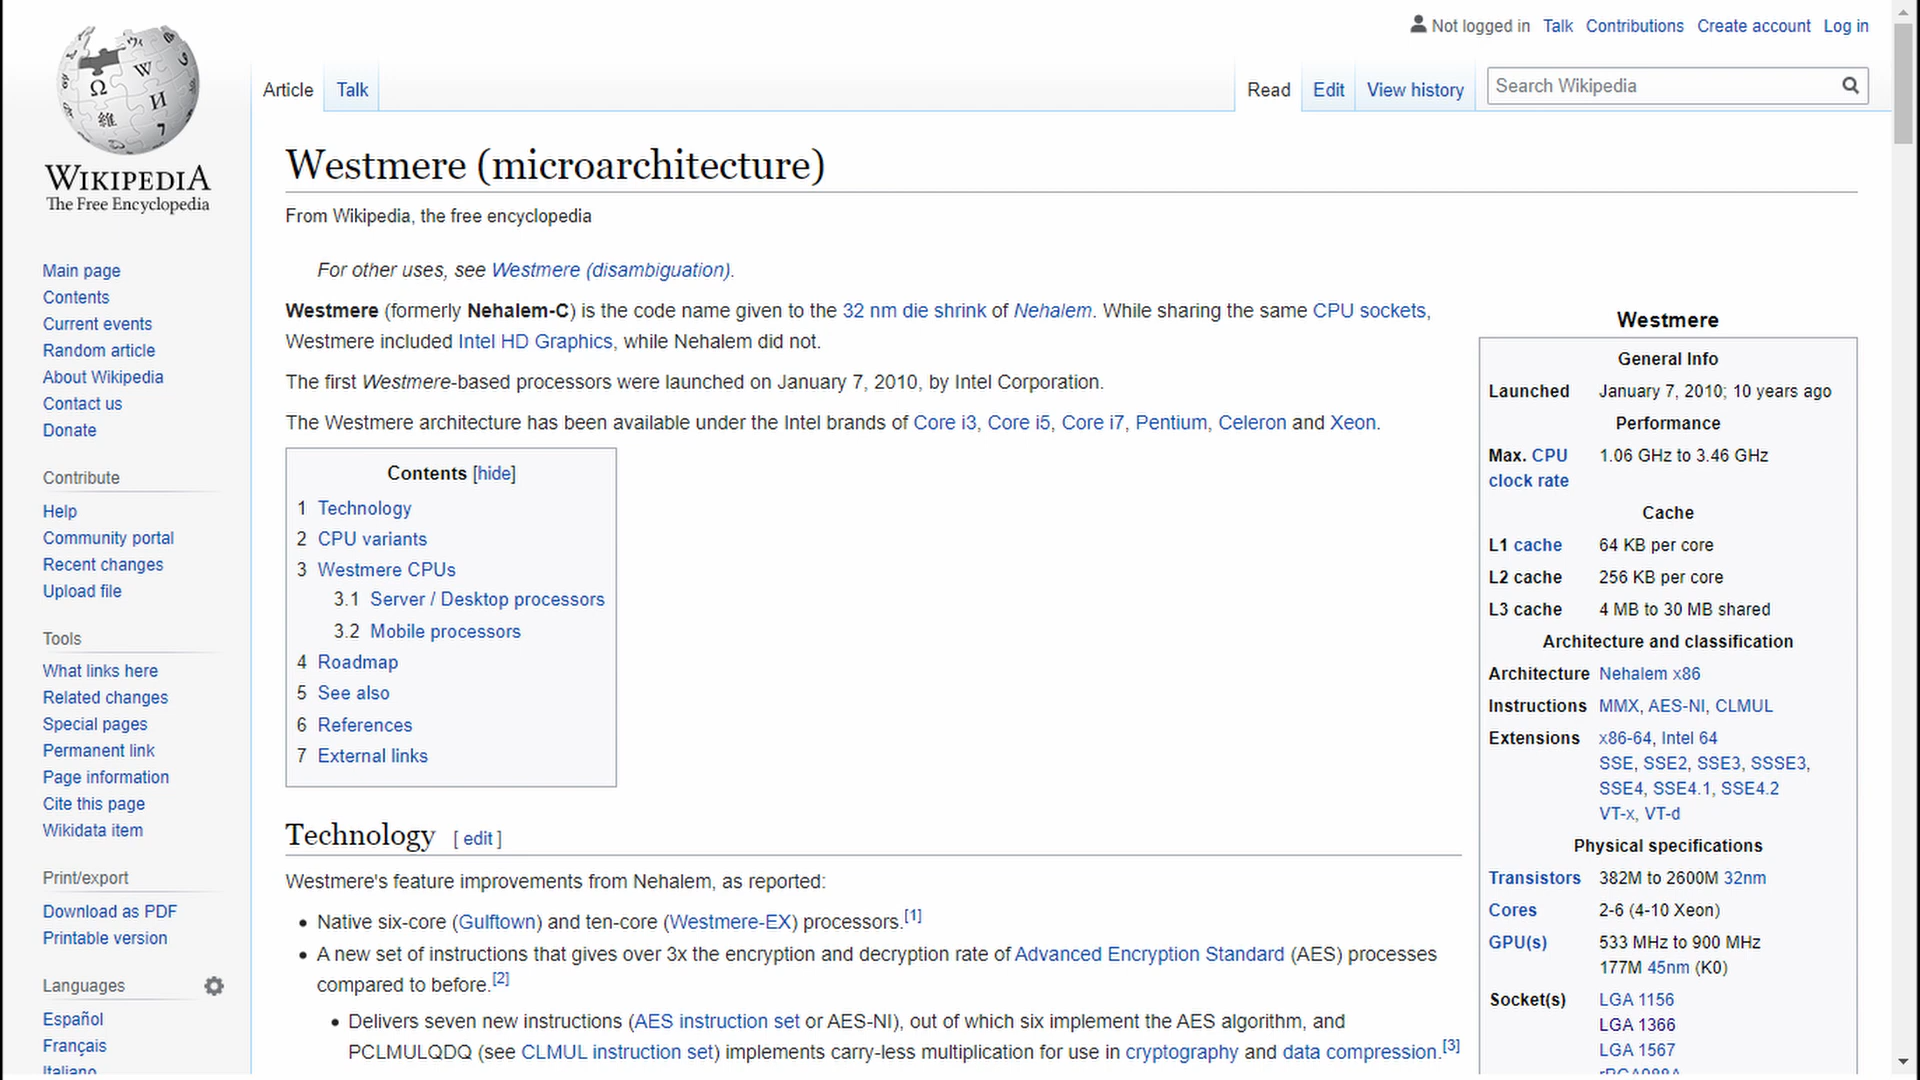 Not logged in Talk Contributions Create account Log in
Article Talk Read Edit View history Search Wikipedia
WIKIPEDIA
The Free Encyclopedia
Main page
Contents
Current events
Random article
About Wikipedia
Contact us
Donate
Contribute
Help
Community portal
Recent changes
Upload file
Tools
What links here
Related changes
Special pages
Permanent link
Page information
Cite this page
Wikidata item
Print/export
Download as PDF
Printable version
Languages
Español
Français
Italiano
Westmere (microarchitecture)
From Wikipedia, the free encyclopedia
For other uses, see Westmere (disambiguation).
Westmere (formerly Nehalem-C) is the code name given to the 32 nm die shrink of Nehalem. While sharing the same CPU sockets,
Westmere included Intel HD Graphics, while Nehalem did not.
The first Westmere-based processors were launched on January 7, 2010, by Intel Corporation.
The Westmere architecture has been available under the Intel brands of Core i3, Core i5, Core i7, Pentium, Celeron and Xeon.
Contents [hide]
1 Technology
2 CPU variants
3 Westmere CPUs
3.1 Server / Desktop processors
3.2 Mobile processors
4 Roadmap
5 See also
6 References
7 External links
Technology [ edit ]
Westmere's feature improvements from Nehalem, as reported:
• Native six-core (Gulftown) and ten-core (Westmere-EX) processors.[1]
• A new set of instructions that gives over 3x the encryption and decryption rate of Advanced Encryption Standard (AES) processes
compared to before.[2]
• Delivers seven new instructions (AES instruction set or AES-NI), out of which six implement the AES algorithm, and
PCLMULQDQ (see CLMUL instruction set) implements carry-less multiplication for use in cryptography and data compression.[3]
Westmere
General Info
Launched January 7, 2010; 10 years ago
Performance
Max. CPU 1.06 GHz to 3.46 GHz
clock rate
Cache
L1 cache 64 KB per core
L2 cache 256 KB per core
L3 cache 4 MB to 30 MB shared
Architecture and classification
Architecture Nehalem x86
Instructions MMX, AES-NI, CLMUL
Extensions x86-64, Intel 64
SSE, SSE2, SSE3, SSSE3,
SSE4, SSE4.1, SSE4.2
VT-x, VT-d
Physical specifications
Transistors 382M to 2600M 32nm
Cores 2-6 (4-10 Xeon)
GPU(s) 533 MHz to 900 MHz
177M 45nm (K0)
Socket(s) LGA 1156
LGA 1366
LGA 1567